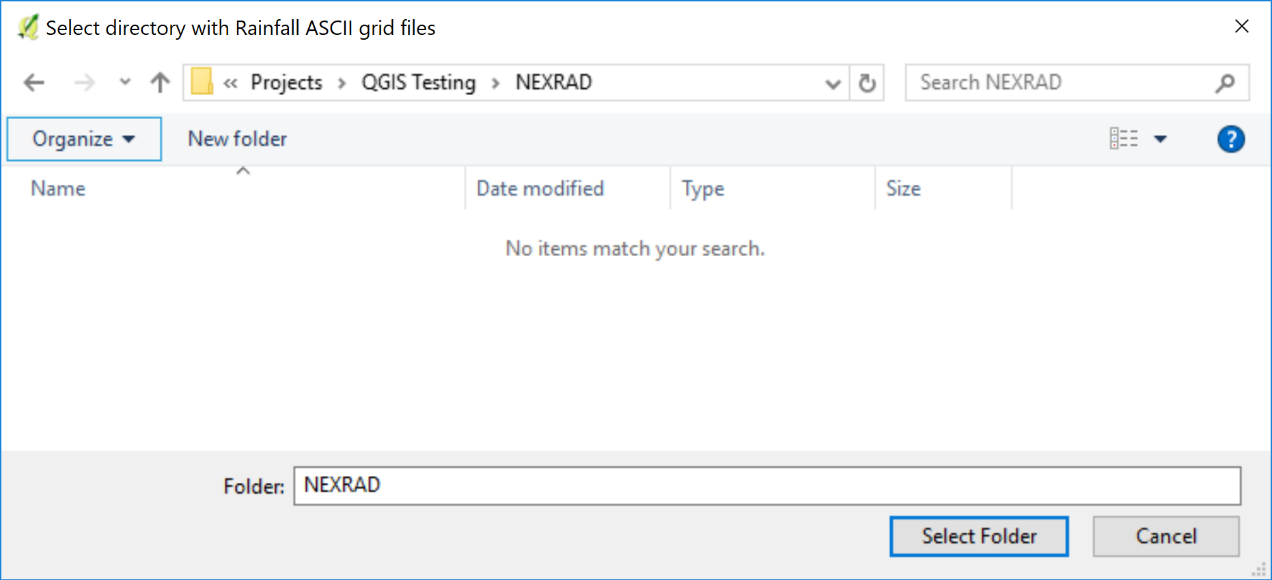 Select directory with Rainfall ASCII grid files
« Projects › QGIS Testing › NEXRAD
Search NEXRAD
Organize New folder
?
Name Date modified Type Size
No items match your search.
Folder: NEXRAD
Select Folder Cancel